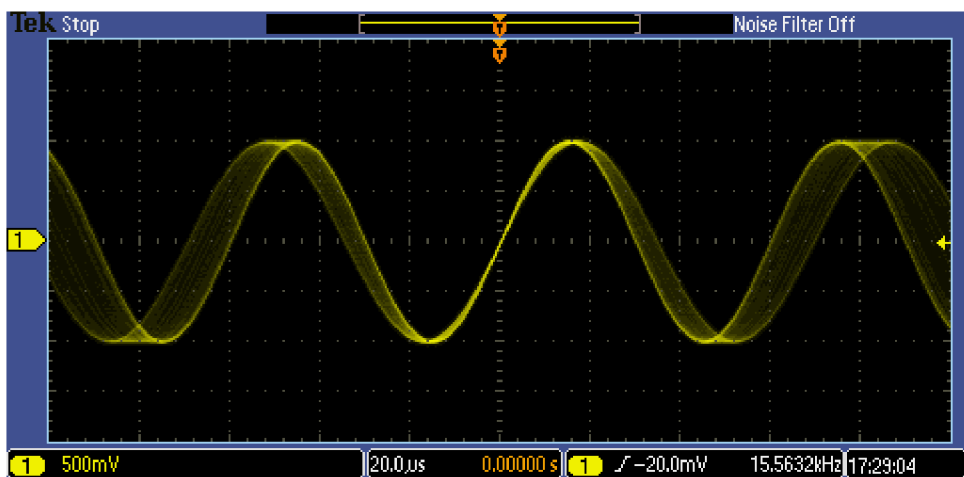 Tek Stop Noise Filter Off
T
T
1
1 500mV 20.0µs 0.00000 s 1 ∫ −20.0mV 15.5632kHz 17:29:04